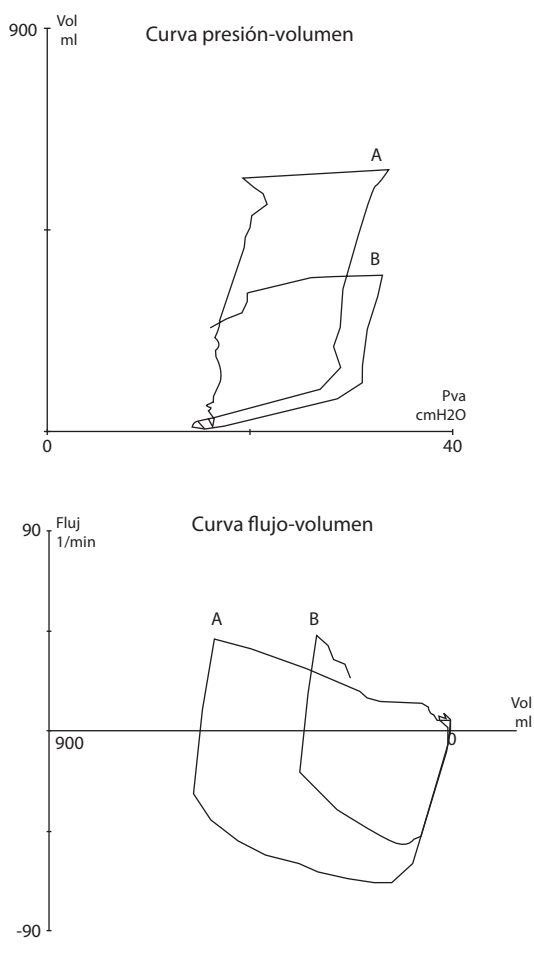 Curva presión-volumen
900
Vol
ml
A
B
Pva
cmH2O
0
40
Curva flujo-volumen
90
Fluj
1/min
A
B
Vol
ml
900
0
-90